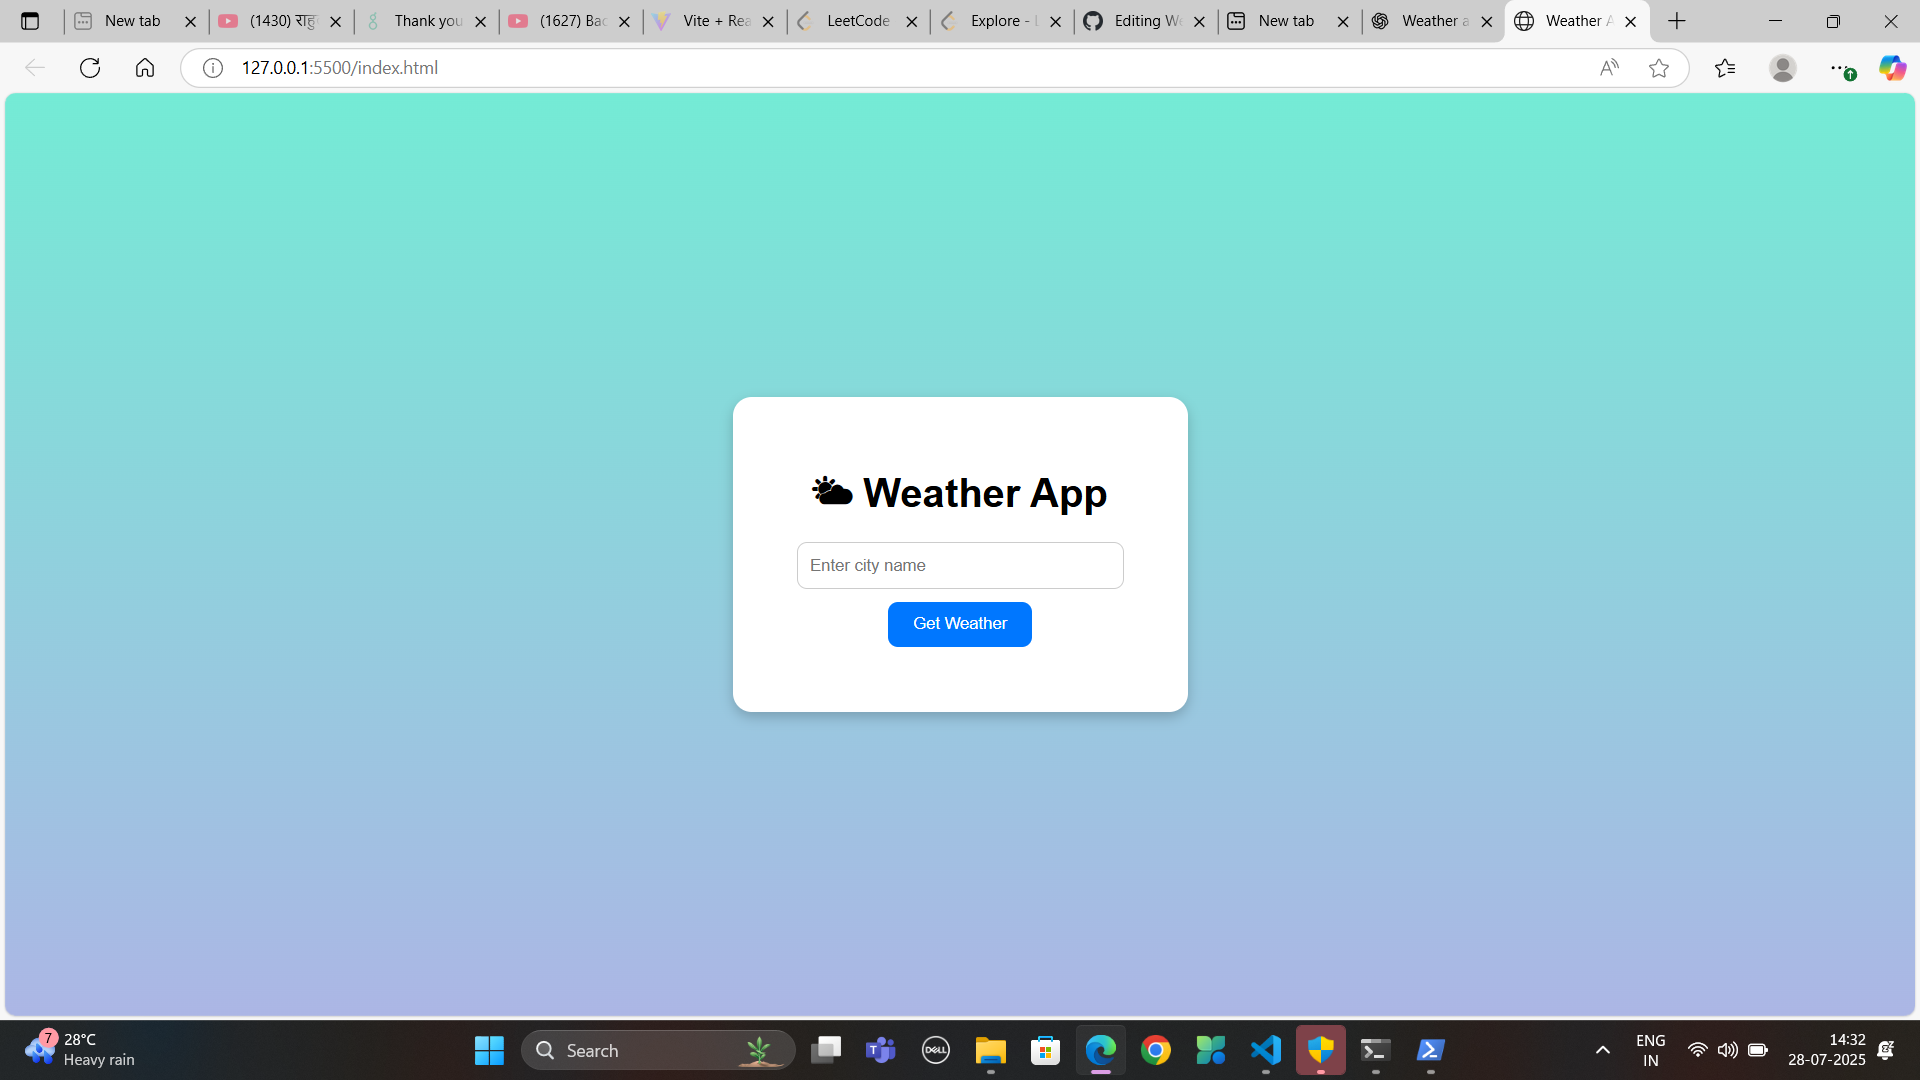 New tab
(1430) राहु
Thank you
(1627) Bac
Vite + Rea
LeetCode
Explore - L
Editing We
New tab
Weather a
Weather A
127.0.0.1:5500/index.html
Weather App
Enter city name
Get Weather
7
28°C
Heavy rain
Search
DELL
ENG
IN
14:32
28-07-2025